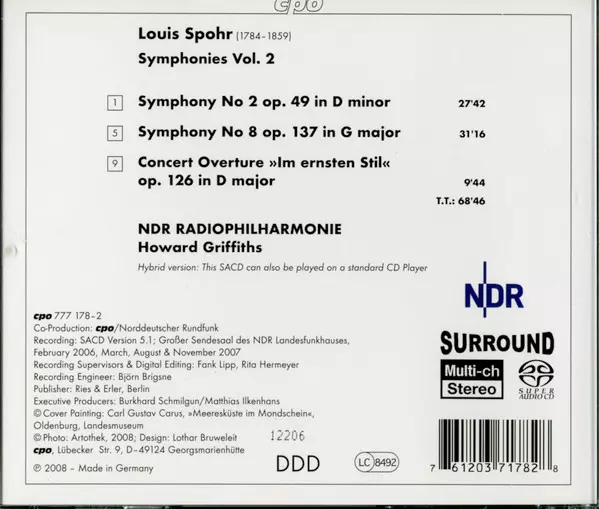 cpo
Louis Spohr (1784-1859)
Symphonies Vol. 2
1 Symphony No 2 op. 49 in D minor 27'42
5 Symphony No 8 op. 137 in G major 31'16
9 Concert Overture »Im ernsten Stil«
op. 126 in D major 9'44
T.T.: 68'46
NDR RADIOPHILHARMONIE
Howard Griffiths
Hybrid version: This SACD can also be played on a standard CD Player
NDR
cpo 777 178-2
Co-Production: cpo/Norddeutscher Rundfunk
Recording: SACD Version 5.1; Großer Sendesaal des NDR Landesfunkhauses,
February 2006, March, August & November 2007
Recording Supervisors & Digital Editing: Fank Lipp, Rita Hermeyer
Recording Engineer: Björn Brigsne
Publisher: Ries & Erler, Berlin
Executive Producers: Burkhard Schmilgun/Matthias Ilkenhans
© Cover Painting: Carl Gustav Carus, »Meeresküste im Mondschein«,
Oldenburg, Landesmuseum
© Photo: Artothek, 2008; Design: Lothar Bruweleit
cpo, Lübecker Str. 9, D-49124 Georgsmarienhütte
℗ 2008 – Made in Germany
12206
DDD
LC 8492
SURROUND
Multi-ch
Stereo
SUPER AUDIO CD
7 61203 71782 8